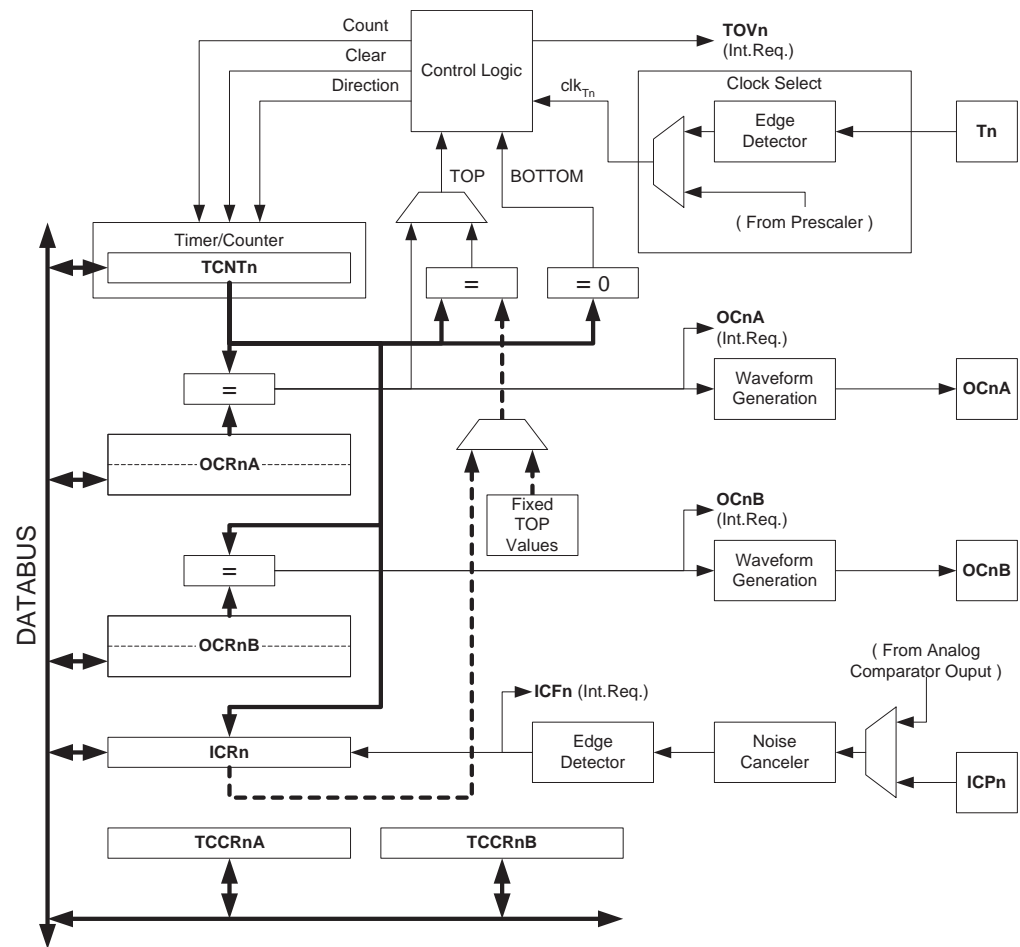 Count
Clear
Direction
Control Logic
TOVn
(Int.Req.)
clkTn
Clock Select
Edge
Detector
Tn
( From Prescaler )
TOP
BOTTOM
Timer/Counter
TCNTn
=
= 0
OCnA
(Int.Req.)
=
Waveform
Generation
OCnA
OCRnA
Fixed
TOP
Values
OCnB
(Int.Req.)
=
Waveform
Generation
OCnB
OCRnB
DATABUS
( From Analog
Comparator Ouput )
ICFn (Int.Req.)
ICRn
Edge
Detector
Noise
Canceler
ICPn
TCCRnA
TCCRnB